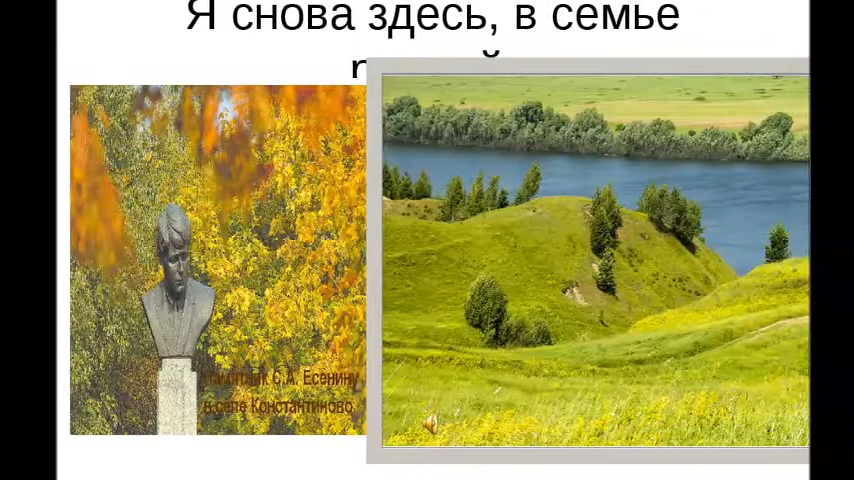 Я снова здесь, в семье
Памятник С.А. Есенину
в селе Константиново.